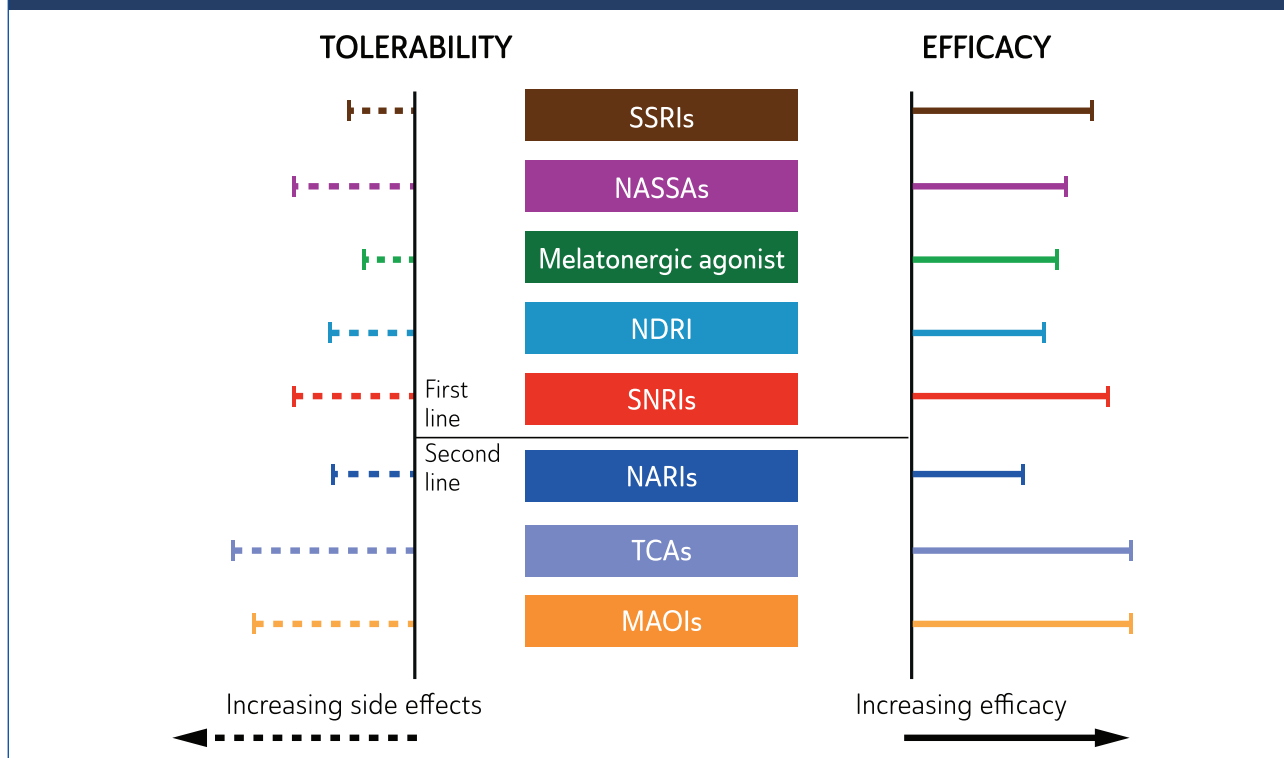 TOLERABILITY
EFFICACY
SSRIs
NASSAs
Melatonergic agonist
NDRI
First
line
SNRIs
Second
line
NARIs
TCAs
MAOIs
Increasing side effects
Increasing efficacy